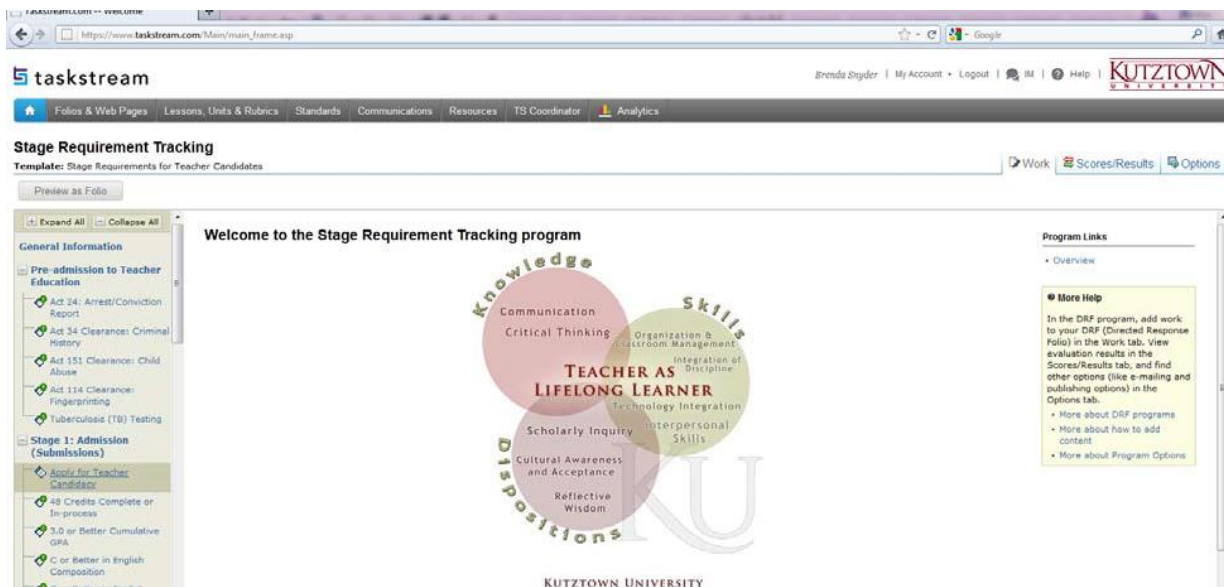 Taskstream.com -- Welcome
https://www.taskstream.com/Main/main_frame.asp
Google
taskstream
Brenda Snyder | My Account • Logout | IM | Help |
KUTZTOWN
UNIVERSITY
Folios & Web Pages Lessons, Units & Rubrics Standards Communications Resources TS Coordinator Analytics
Stage Requirement Tracking
Template: Stage Requirements for Teacher Candidates
Work Scores/Results Options
Preview as Folio
Expand All Collapse All
General Information
Pre-admission to Teacher
Education
Act 24: Arrest/Conviction
Report
Act 34 Clearance: Criminal
History
Act 151 Clearance: Child
Abuse
Act 114 Clearance:
Fingerprinting
Tuberculosis (TB) Testing
Stage 1: Admission
(Submissions)
Apply for Teacher
Candidacy
48 Credits Complete or
In-process
3.0 or Better Cumulative
GPA
C or Better in English
Composition
Welcome to the Stage Requirement Tracking program
Knowledge
Communication
Critical Thinking
Skills
Organization &
Classroom Management
Integration of
Discipline
TEACHER AS
LIFELONG LEARNER
Technology Integration
Interpersonal
Skills
Scholarly Inquiry
Cultural Awareness
and Acceptance
Reflective
Wisdom
Dispositions
KU
KUTZTOWN UNIVERSITY
Program Links
• Overview
More Help
In the DRF program, add work
to your DRF (Directed Response
Folio) in the Work tab. View
evaluation results in the
Scores/Results tab, and find
other options (like e-mailing and
publishing options) in the
Options tab.
• More about DRF programs
• More about how to add
content
• More about Program Options